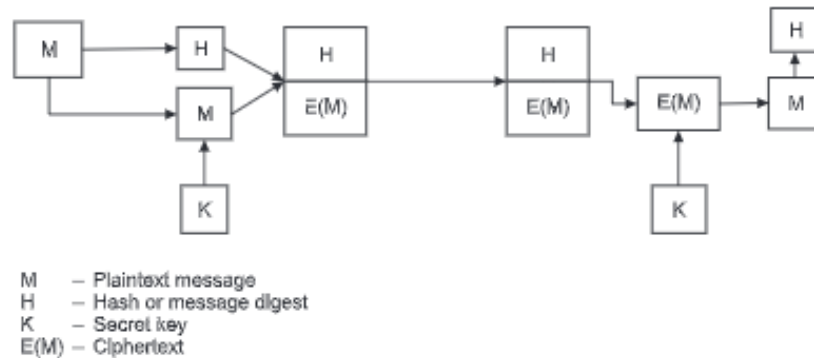 M
H
M
K
H
E(M)
H
E(M)
E(M)
K
M
H
M – Plaintext message
H – Hash or message digest
K – Secret key
E(M) – Ciphertext